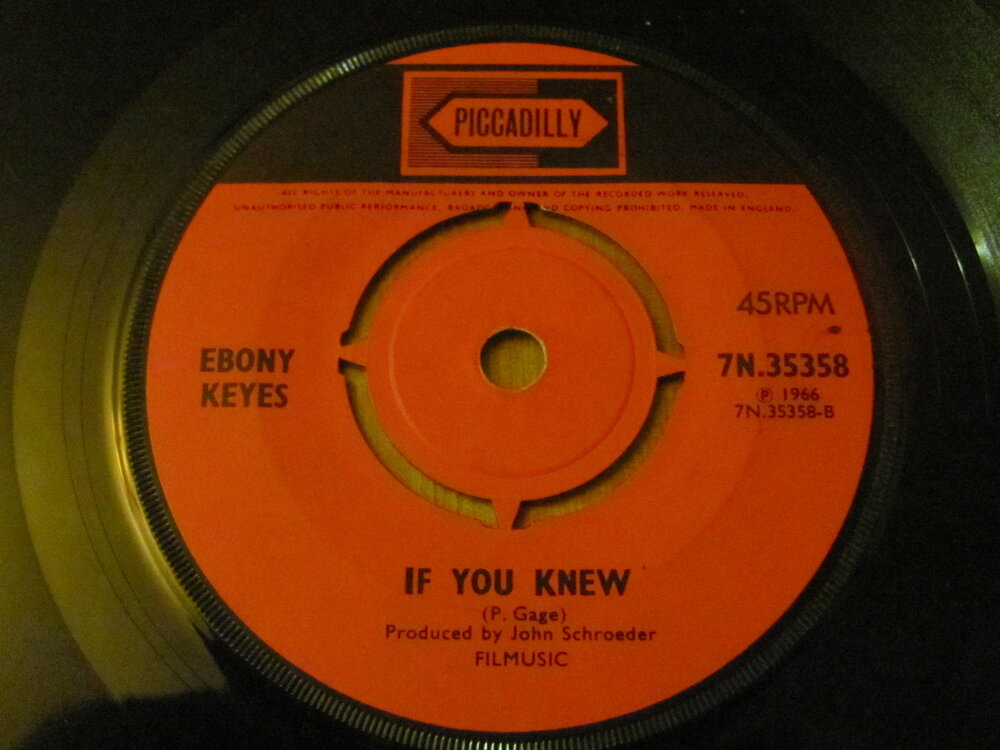 PICCADILLY
ALL RIGHTS OF THE MANUFACTURERS AND OWNER OF THE RECORDED WORK RESERVED.
UNAUTHORISED PUBLIC PERFORMANCE, BROAD ND COPYING PROHIBITED. MADE IN ENGLAND.
45RPM
EBONY
KEYES
7N.35358
℗ 1966
7N.35358-B
IF YOU KNEW
(P. Gage)
Produced by John Schroeder
FILMUSIC